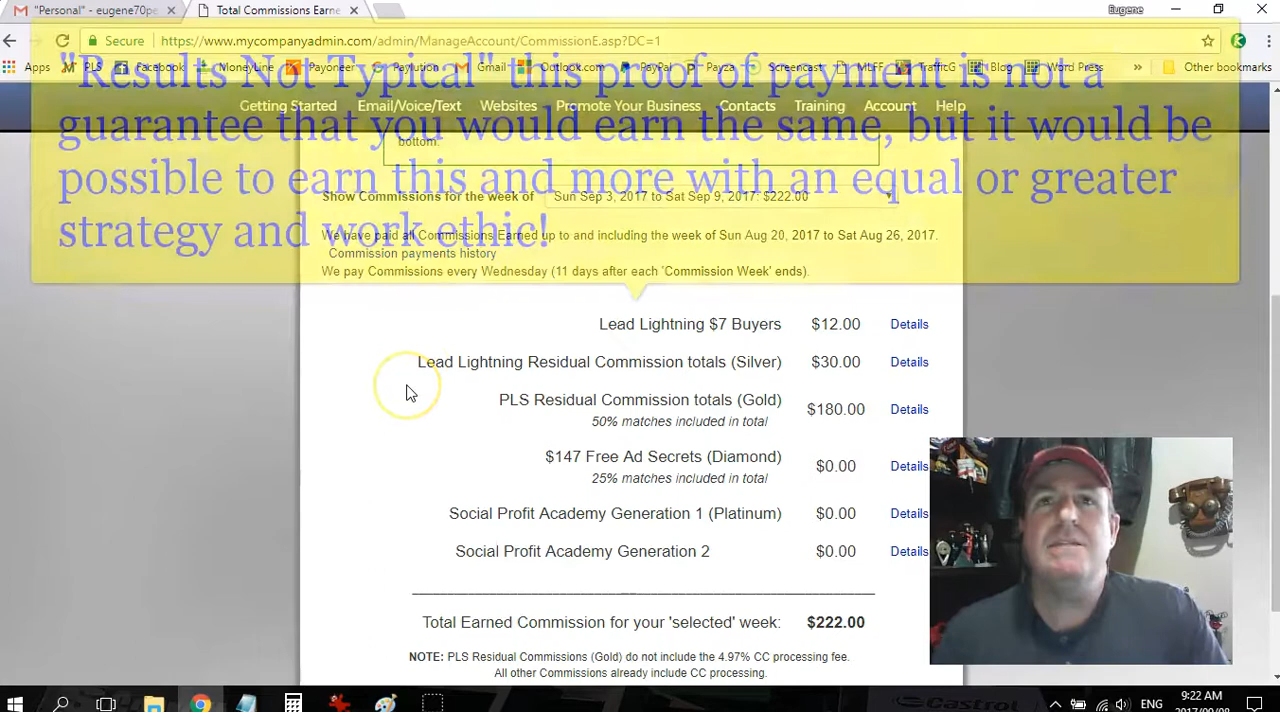 "Personal" - eugene70pe
Total Commissions Earne
Eugene
Secure https://www.mycompanyadmin.com/admin/ManageAccount/CommissionE.asp?DC=1
Apps PLS Facebook MoneyLine Payoneer Paylution Gmail Outlook.com PayPal Payza Screencast MLFF TrafficG Blog Word Press » Other bookmarks
"Results Not Typical" this proof of payment is not a
guarantee that you would earn the same, but it would be
possible to earn this and more with an equal or greater
strategy and work ethic!
Getting Started Email/Voice/Text Websites Promote Your Business Contacts Training Account Help
bottom.
Show Commissions for the week of Sun Sep 3, 2017 to Sat Sep 9, 2017: $222.00
We have paid all Commissions Earned up to and including the week of Sun Aug 20, 2017 to Sat Aug 26, 2017.
Commission payments history
We pay Commissions every Wednesday (11 days after each 'Commission Week' ends).
Lead Lightning $7 Buyers $12.00 Details
Lead Lightning Residual Commission totals (Silver) $30.00 Details
PLS Residual Commission totals (Gold) $180.00 Details
50% matches included in total
$147 Free Ad Secrets (Diamond) $0.00 Details
25% matches included in total
Social Profit Academy Generation 1 (Platinum) $0.00 Details
Social Profit Academy Generation 2 $0.00 Details
Total Earned Commission for your 'selected' week: $222.00
NOTE: PLS Residual Commissions (Gold) do not include the 4.97% CC processing fee.
All other Commissions already include CC processing.
Castrol
ENG
9:22 AM
2017/09/08